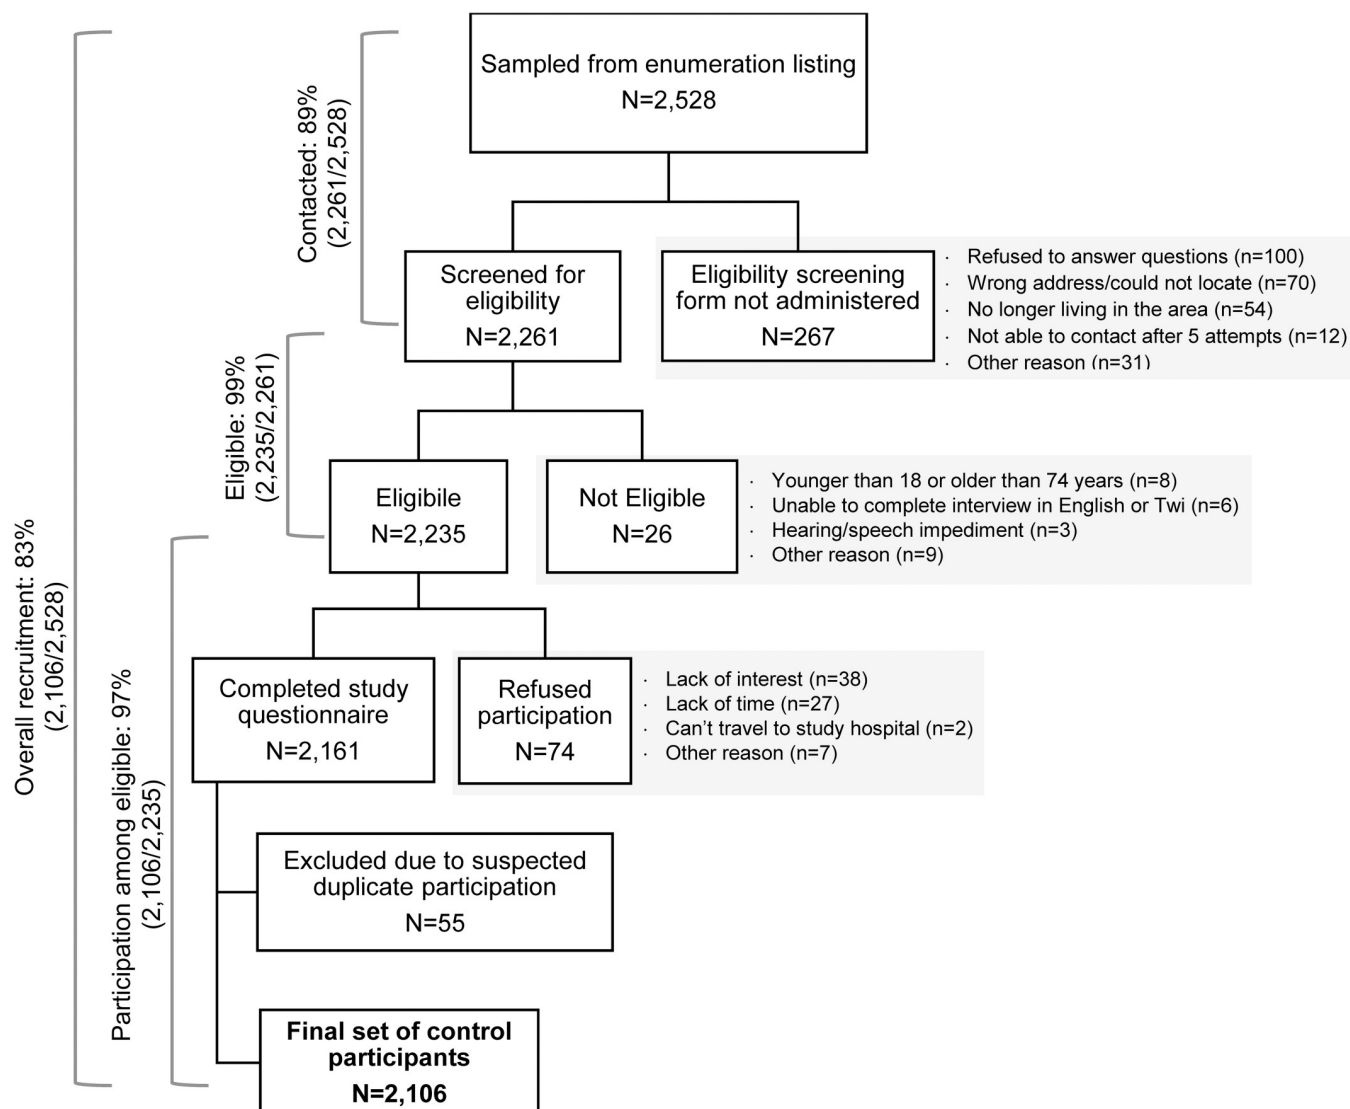 Sampled from enumeration listing
N=2,528
Contacted: 89%
(2,261/2,528)
Screened for
eligibility
N=2,261
Eligibility screening
form not administered
N=267
· Refused to answer questions (n=100)
· Wrong address/could not locate (n=70)
· No longer living in the area (n=54)
· Not able to contact after 5 attempts (n=12)
· Other reason (n=31)
Eligible: 99%
(2,235/2,261)
Eligibile
N=2,235
Not Eligible
N=26
· Younger than 18 or older than 74 years (n=8)
· Unable to complete interview in English or Twi (n=6)
· Hearing/speech impediment (n=3)
· Other reason (n=9)
Overall recruitment: 83%
(2,106/2,528)
Participation among eligible: 97%
(2,106/2,235)
Completed study
questionnaire
N=2,161
Refused
participation
N=74
· Lack of interest (n=38)
· Lack of time (n=27)
· Can’t travel to study hospital (n=2)
· Other reason (n=7)
Excluded due to suspected
duplicate participation
N=55
Final set of control
participants
N=2,106